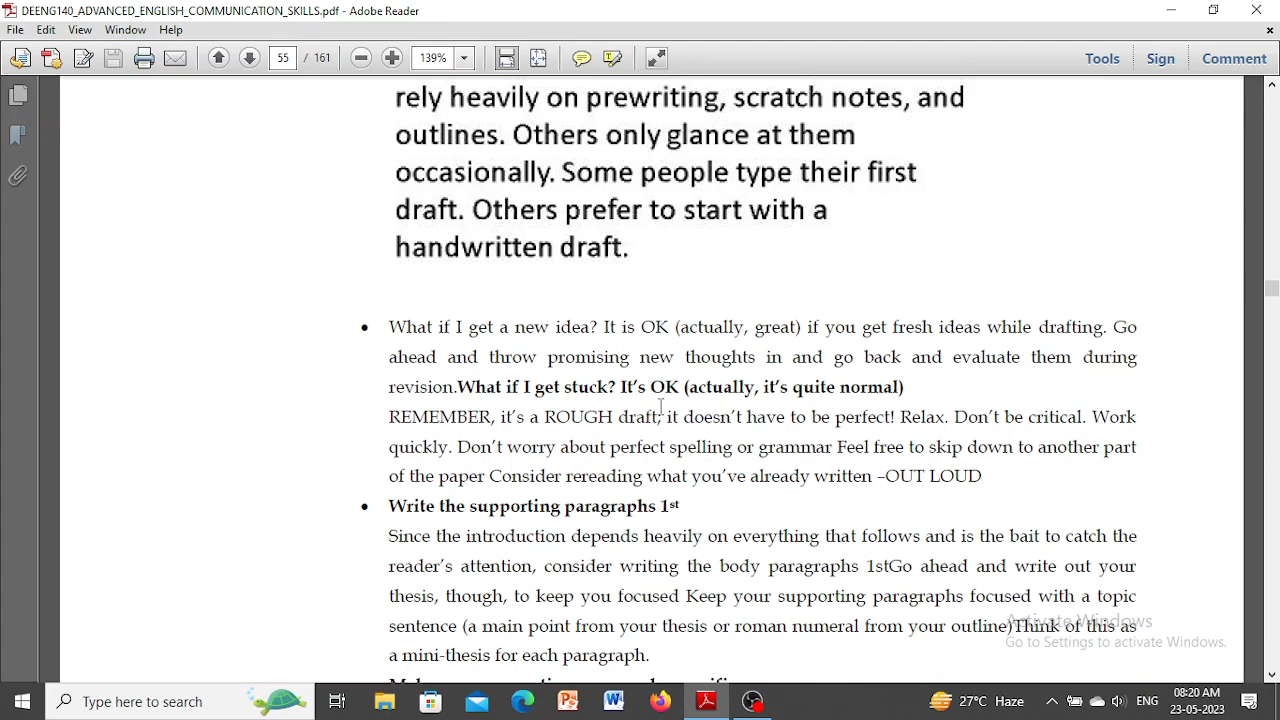 DEENG140_ADVANCED_ENGLISH_COMMUNICATION_SKILLS.pdf - Adobe Reader
File Edit View Window Help
55 / 161 139% Tools Sign Comment
rely heavily on prewriting, scratch notes, and
outlines. Others only glance at them
occasionally. Some people type their first
draft. Others prefer to start with a
handwritten draft.
• What if I get a new idea? It is OK (actually, great) if you get fresh ideas while drafting. Go
ahead and throw promising new thoughts in and go back and evaluate them during
revision.What if I get stuck? It's OK (actually, it's quite normal)
REMEMBER, it's a ROUGH draft; it doesn't have to be perfect! Relax. Don't be critical. Work
quickly. Don't worry about perfect spelling or grammar Feel free to skip down to another part
of the paper Consider rereading what you've already written –OUT LOUD
• Write the supporting paragraphs 1st
Since the introduction depends heavily on everything that follows and is the bait to catch the
reader's attention, consider writing the body paragraphs 1stGo ahead and write out your
thesis, though, to keep you focused Keep your supporting paragraphs focused with a topic
sentence (a main point from your thesis or roman numeral from your outline)Think of this as
a mini-thesis for each paragraph.
Activate Windows
Go to Settings to activate Windows.
Type here to search
27°C Haze
ENG
08:20 AM
23-05-2023